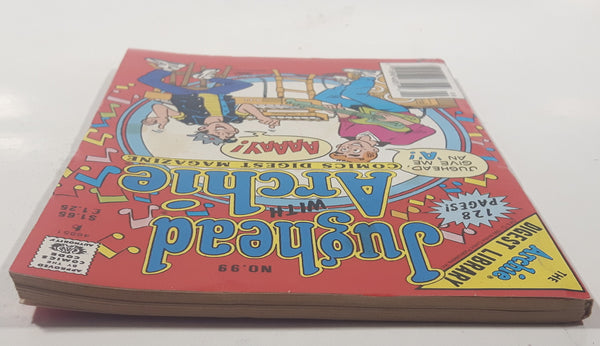 THE
Archie
DIGEST LIBRARY
NO. 99
APPROVED
BY THE
COMICS
CODE
AUTHORITY
Jughead
WITH
Archie
COMICS DIGEST MAGAZINE
128
PAGES!
$1.65
£1.25
JUGHEAD,
GIVE ME
AN A'!
AAAAY!